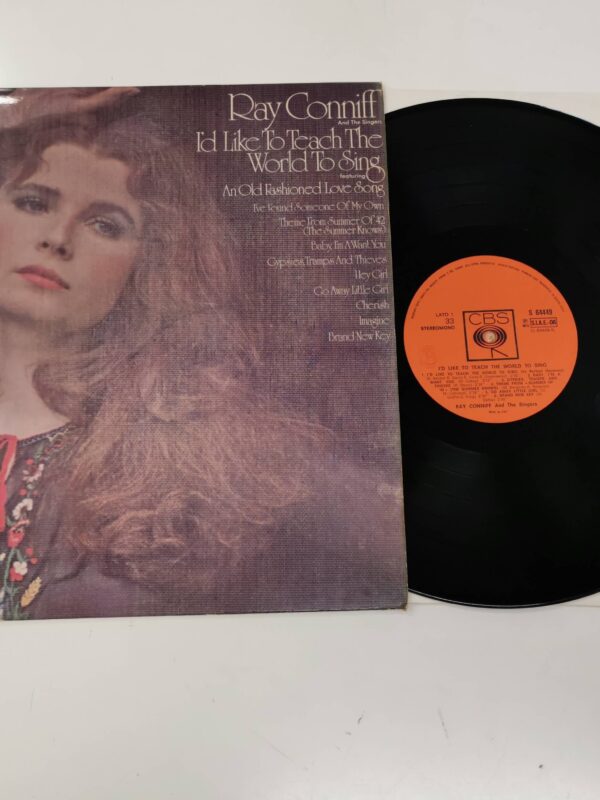 Ray Conniff
And The Singers
I'd Like To Teach The
World To Sing
featuring
An Old Fashioned Love Song
I've Found Someone Of My Own
Theme From Summer Of '42
(The Summer Knows)
Baby, I'm A Want You
Gypsies, Tramps And Thieves
Hey Girl
Go Away, Little Girl
Cherish
Imagine
Brand New Key
LATO 1
33
STEREOMONO
CBS
S 64449
S.I.A.E.-DG
I'D LIKE TO TEACH THE WORLD TO SING
RAY CONNIFF And The Singers